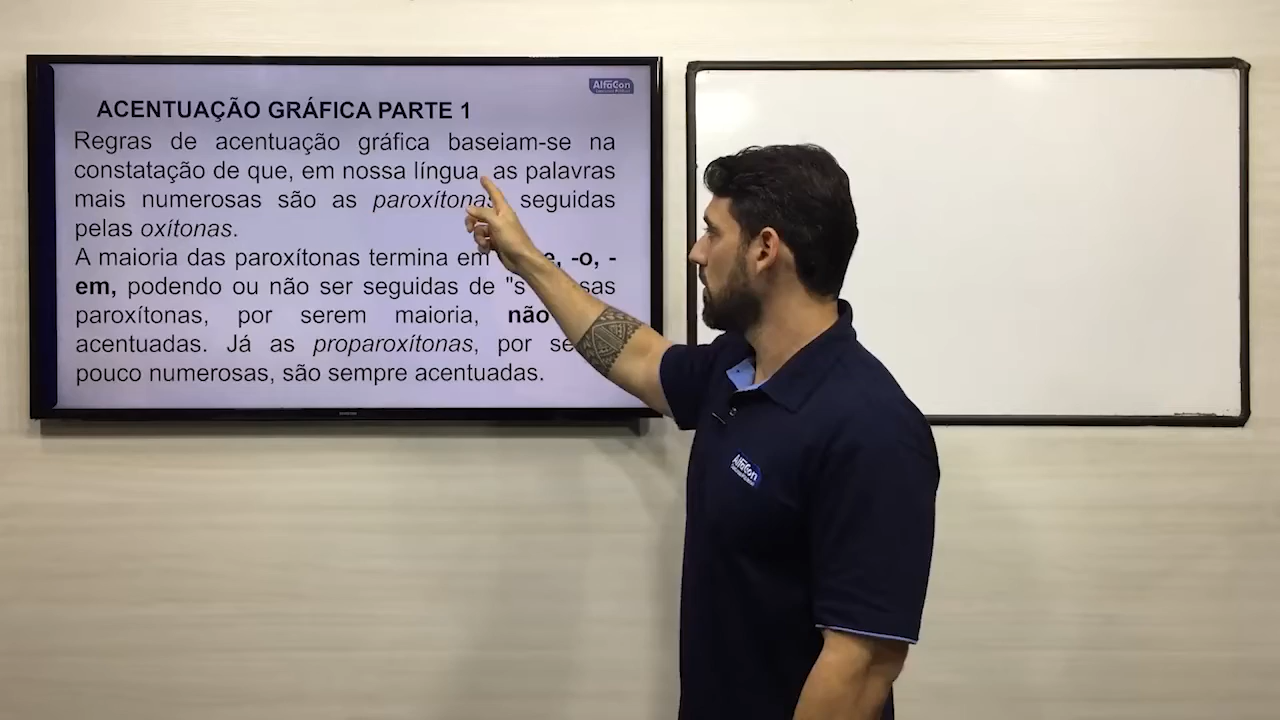 AlfaCon
ACENTUAÇÃO GRÁFICA PARTE 1
Regras de acentuação gráfica baseiam-se na
constatação de que, em nossa língua, as palavras
mais numerosas são as paroxítonas seguidas
pelas oxítonas.
A maioria das paroxítonas termina em e, -o, -
em, podendo ou não ser seguidas de "s
paroxítonas, por serem maioria, não
acentuadas. Já as proparoxítonas, por
pouco numerosas, são sempre acentuadas.
AlfaCon